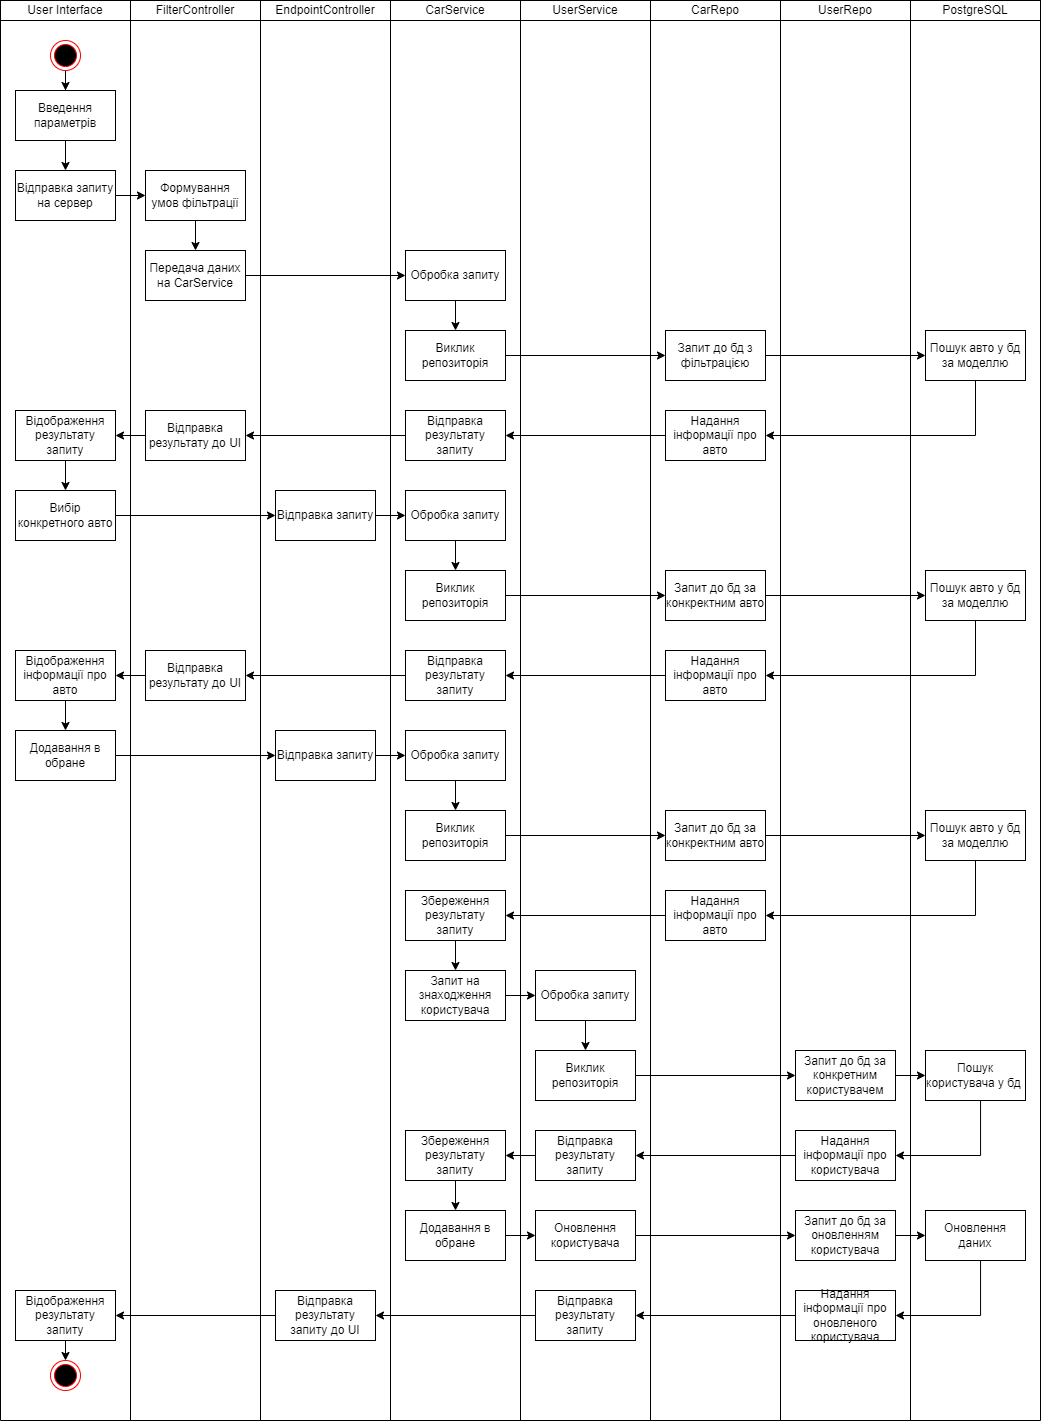 User Interface
FilterController
EndpointController
CarService
UserService
CarRepo
UserRepo
PostgreSQL
Введення
параметрів
Відправка запиту
на сервер
Формування
умов фільтрації
Передача даних
на CarService
Обробка запиту
Виклик
репозиторія
Запит до бд з
фільтрацією
Пошук авто у бд
за моделлю
Відображення
результату
запиту
Відправка
результату до UI
Відправка
результату
запиту
Надання
інформації про
авто
Вибір
конкретного авто
Відправка запиту
Обробка запиту
Виклик
репозиторія
Запит до бд за
конкректним авто
Пошук авто у бд
за моделлю
Відображення
інформації про
авто
Відправка
результату до UI
Відправка
результату
запиту
Надання
інформації про
авто
Додавання в
обране
Відправка запиту
Обробка запиту
Виклик
репозиторія
Запит до бд за
конкректним авто
Пошук авто у бд
за моделлю
Збереження
результату
запиту
Надання
інформації про
авто
Запит на
знаходження
користувача
Обробка запиту
Виклик
репозиторія
Запит до бд за
конкретним
користувачем
Пошук
користувача у бд
Збереження
результату
запиту
Відправка
результату
запиту
Надання
інформації про
користувача
Додавання в
обране
Оновлення
користувача
Запит до бд за
оновленням
користувача
Оновлення
даних
Відображення
результату
запиту
Відправка
результату
запиту до UI
Відправка
результату
запиту
Надання
інформації про
оновленого
користувача